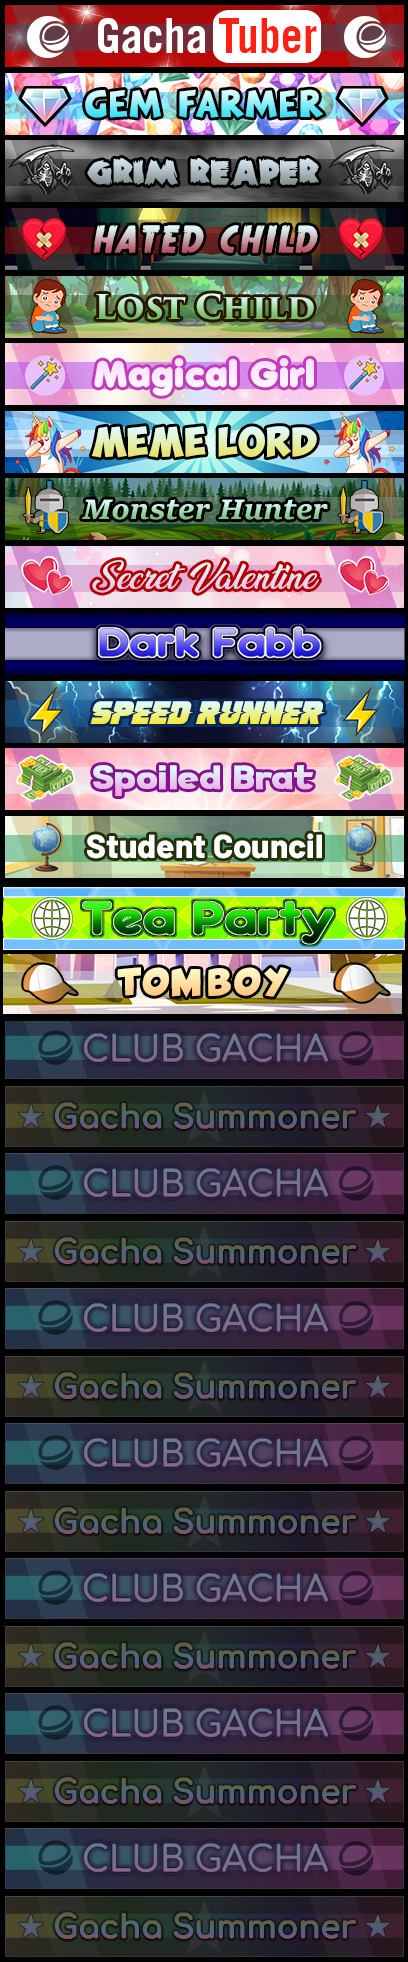 Gacha Tuber
GEM FARMER
GRIM REAPER
HATED CHILD
LOST CHILD
Magical Girl
MEME LORD
Monster Hunter
Secret Valentine
Dark Fabb
SPEED RUNNER
Spoiled Brat
Student Council
Tea Party
TOMBOY
CLUB GACHA
Gacha Summoner
CLUB GACHA
Gacha Summoner
CLUB GACHA
Gacha Summoner
CLUB GACHA
Gacha Summoner
CLUB GACHA
Gacha Summoner
CLUB GACHA
Gacha Summoner
CLUB GACHA
Gacha Summoner